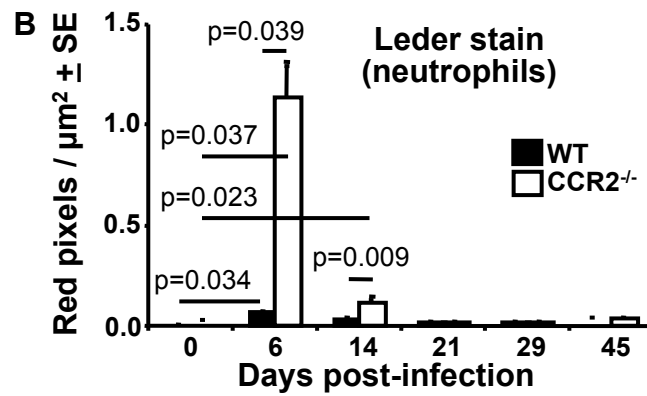 B
Red pixels / μm² ± SE
1.5
1.0
0.5
0.0
p=0.039
Leder stain
(neutrophils)
p=0.037
WT
CCR2-/-
p=0.023
p=0.009
p=0.034
0 6 14 21 29 45
Days post-infection